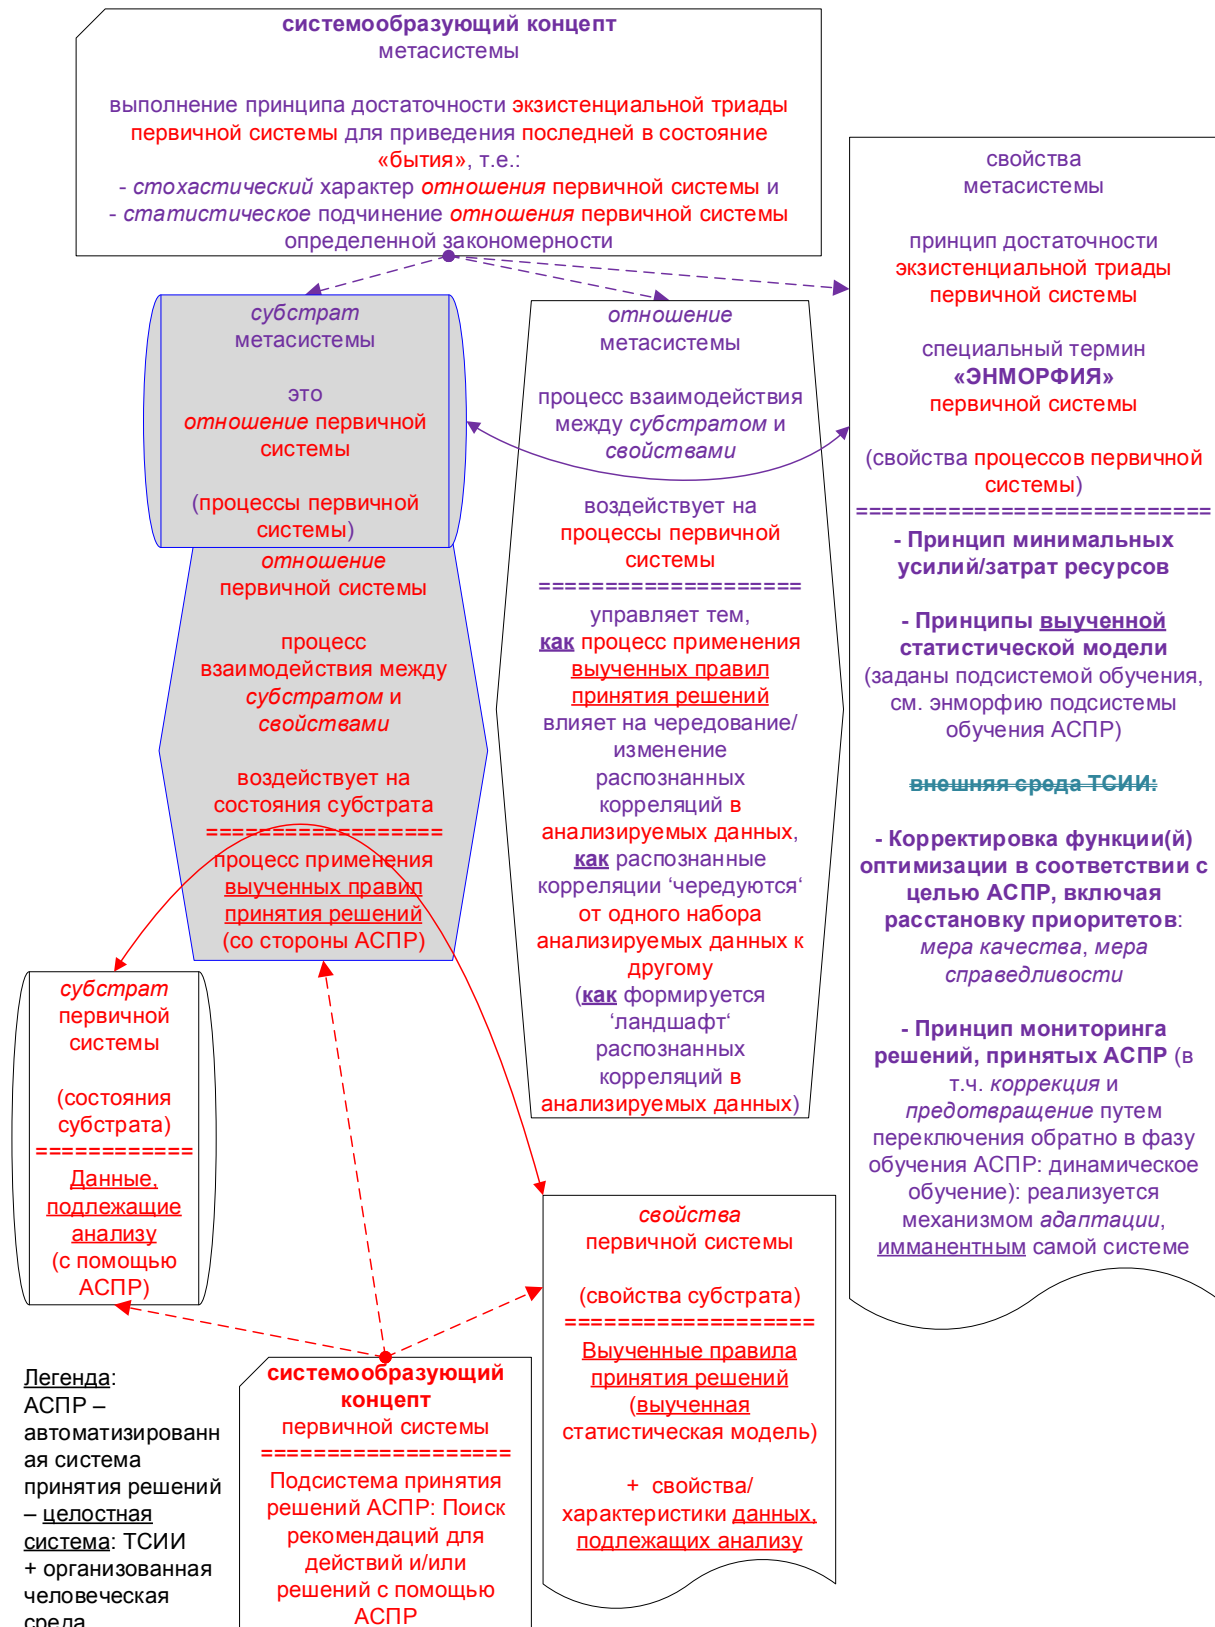 системообразующий концепт
метасистемы
выполнение принципа достаточности экзистенциальной триады
первичной системы для приведения последней в состояние
«бытия», т.е.:
- стохастический характер отношения первичной системы и
- статистическое подчинение отношения первичной системы
определенной закономерности
субстрат
метасистемы
это
отношение первичной
системы
(процессы первичной
системы)
отношение
первичной системы
процесс
взаимодействия между
субстратом и
свойствами
воздействует на
состояния субстрата
==================
процесс применения
выученных правил
принятия решений
(со стороны АСПР)
отношение
метасистемы
процесс взаимодействия
между субстратом и
свойствами
воздействует на
процессы первичной
системы
====================
управляет тем,
как процесс применения
выученных правил
принятия решений
влияет на чередование/
изменение
распознанных
корреляций в
анализируемых данных,
как распознанные
корреляции ‘чередуются‘
от одного набора
анализируемых данных к
другому
(как формируется
‘ландшафт‘
распознанных
корреляций в
анализируемых данных)
свойства
метасистемы
принцип достаточности
экзистенциальной триады
первичной системы
специальный термин
«ЭНМОРФИЯ»
первичной системы
(свойства процессов первичной
системы)
===========================
- Принцип минимальных
усилий/затрат ресурсов
- Принципы выученной
статистической модели
(заданы подсистемой обучения,
см. энморфию подсистемы
обучения АСПР)
внешняя среда ТСИИ:
- Корректировка функции(й)
оптимизации в соответствии с
целью АСПР, включая
расстановку приоритетов:
мера качества, мера
справедливости
- Принцип мониторинга
решений, принятых АСПР (в
т.ч. коррекция и
предотвращение путем
переключения обратно в фазу
обучения АСПР: динамическое
обучение): реализуется
механизмом адаптации,
имманентным самой системе
субстрат
первичной
системы
(состояния
субстрата)
============
Данные,
подлежащие
анализу
(с помощью
АСПР)
свойства
первичной системы
(свойства субстрата)
===================
Выученные правила
принятия решений
(выученная
статистическая модель)
+ свойства/
характеристики данных,
подлежащих анализу
системообразующий
концепт
первичной системы
===================
Подсистема принятия
решений АСПР: Поиск
рекомендаций для
действий и/или
решений с помощью
АСПР
Легенда:
АСПР –
автоматизированн
ая система
принятия решений
– целостная
система: ТСИИ
+ организованная
человеческая
среда